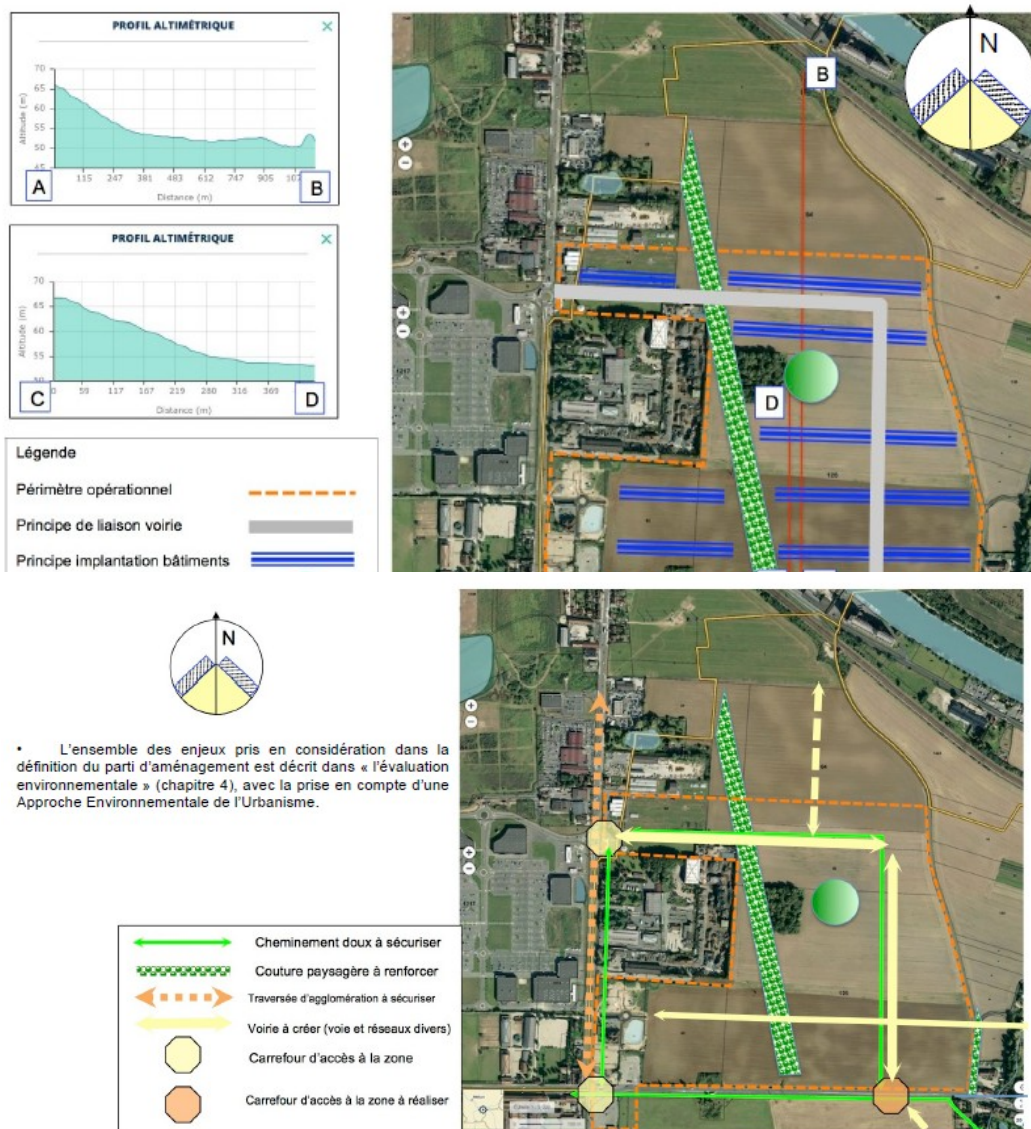 PROFIL ALTIMÉTRIQUE ×
70
65
60
55
50
45
Altitude (m)
A
B
115 247 381 483 612 747 905
Distance (m)
PROFIL ALTIMÉTRIQUE ×
70
65
60
55
Altitude (m)
C
D
0 59 117 167 219 280 316 369
Distance (m)
Légende
Périmètre opérationnel
Principe de liaison voirie
Principe implantation bâtiments
B
N
D
+
−
+
−
N
• L'ensemble des enjeux pris en considération dans la
définition du parti d'aménagement est décrit dans « l'évaluation
environnementale » (chapitre 4), avec la prise en compte d'une
Approche Environnementale de l'Urbanisme.
Cheminement doux à sécuriser
Couture paysagère à renforcer
Traversée d'agglomération à sécuriser
Voirie à créer (voie et réseaux divers)
Carrefour d'accès à la zone
Carrefour d'accès à la zone à réaliser
+
−
+
−